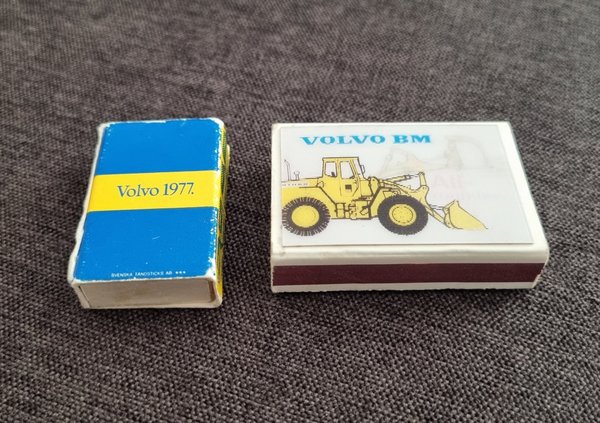 Volvo 1977.
SVENSKA TÄNDSTICKS AB ★★★
VOLVO BM